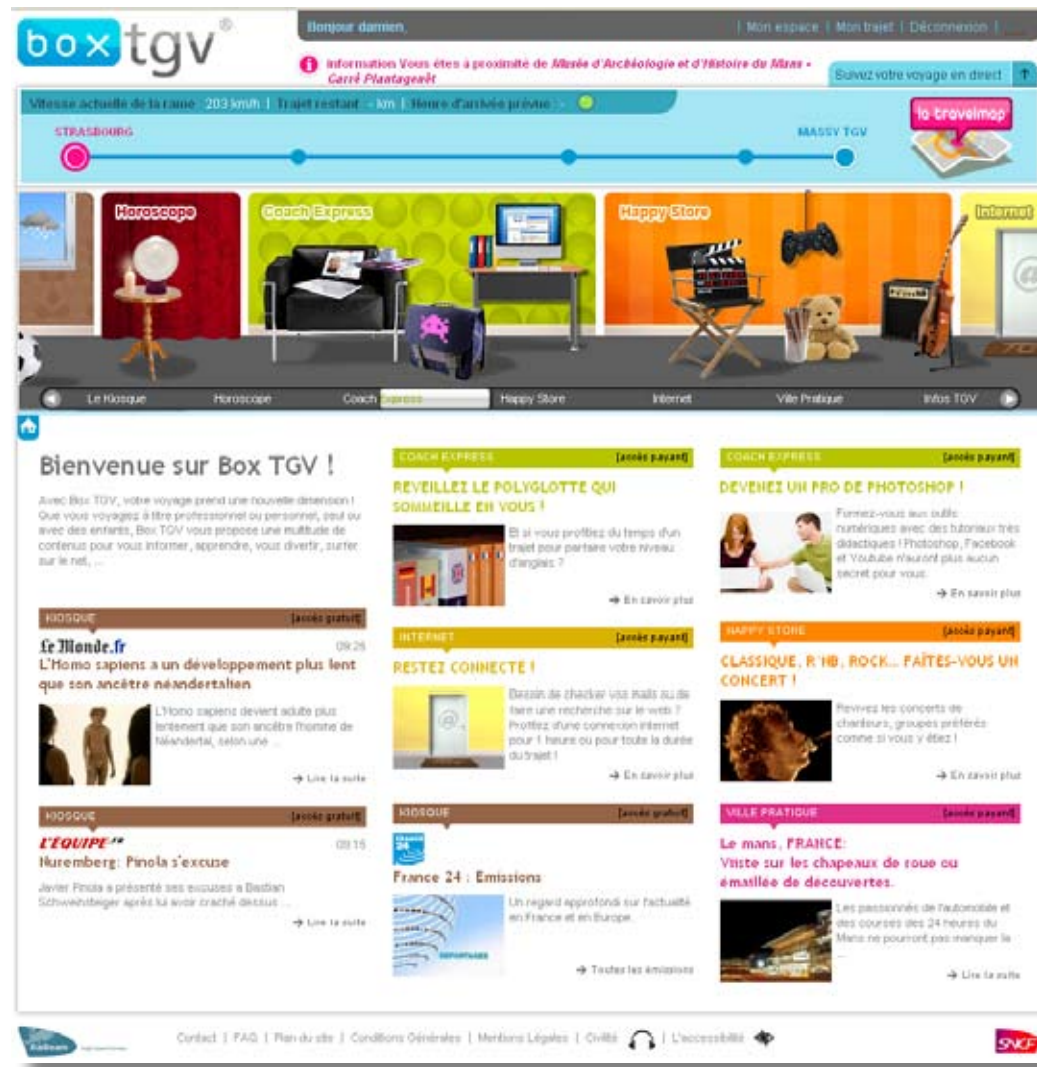 box tgv®
Bonjour damien,
| Mon espace | Mon trajet | Déconnexion |
Information Vous êtes à proximité de Musée d'Archéologie et d'Histoire du Mans -
Carré Plantagenêt
Suivez votre voyage en direct
Vitesse actuelle de la rame : 203 km/h | Trajet restant : - km | Heure d'arrivée prévue : -
STRASBOURG
MASSY TGV
la travelmap
Horoscope
Coach Express
Happy Store
Internet
Le Kiosque
Horoscope
Coach Express
Happy Store
Internet
Ville Pratique
Infos TGV
Bienvenue sur Box TGV !
Avec Box TGV, votre voyage prend une nouvelle dimension !
Que vous voyagiez à titre professionnel ou personnel, seul ou
avec des enfants, Box TGV vous propose une multitude de
contenus pour vous informer, apprendre, vous divertir, surfer
sur le net, ...
KIOSQUE [accès gratuit]
Le Monde.fr 09:26
L'Homo sapiens a un développement plus lent
que son ancêtre néandertalien
L'Homo sapiens devient adulte plus
lentement que son ancêtre l'homme de
Néandertal, selon une ...
Lire la suite
KIOSQUE [accès gratuit]
L'ÉQUIPE.FR 09:15
Nuremberg: Pinola s'excuse
Javier Pinola a présenté ses excuses a Bastian
Schweinsteiger après lui avoir craché dessus ...
Lire la suite
COACH EXPRESS [accès payant]
REVEILLEZ LE POLYGLOTTE QUI
SOMMEILLE EN VOUS !
Et si vous profitiez du temps d'un
trajet pour parfaire votre niveau
d'anglais ?
En savoir plus
INTERNET [accès payant]
RESTEZ CONNECTE !
Besoin de checker vos mails ou de
faire une recherche sur le web ?
Profitez d'une connexion internet
pour 1 heure ou pour toute la durée
du trajet !
En savoir plus
KIOSQUE [accès gratuit]
FRANCE 24
France 24 : Emissions
REPORTAGES
Un regard approfondi sur l'actualité
en France et en Europe.
Toutes les émissions
COACH EXPRESS [accès payant]
DEVENEZ UN PRO DE PHOTOSHOP !
Formez-vous aux outils
numériques avec des tutoriaux très
didactiques ! Photoshop, Facebook
et Youtube n'auront plus aucun
secret pour vous.
En savoir plus
HAPPY STORE [accès payant]
CLASSIQUE, R'NB, ROCK... FAÎTES-VOUS UN
CONCERT !
Revivez les concerts de
chanteurs, groupes préférés
comme si vous y étiez !
En savoir plus
VILLE PRATIQUE [accès payant]
Le mans, FRANCE:
Visite sur les chapeaux de roue ou
émaillée de découvertes.
Les passionnés de l'automobile et
des courses des 24 heures du
Mans ne pourront pas manquer le
...
Lire la suite
Contact | FAQ | Plan du site | Conditions Générales | Mentions Légales | Civilité | L'accessibilité
SNCF